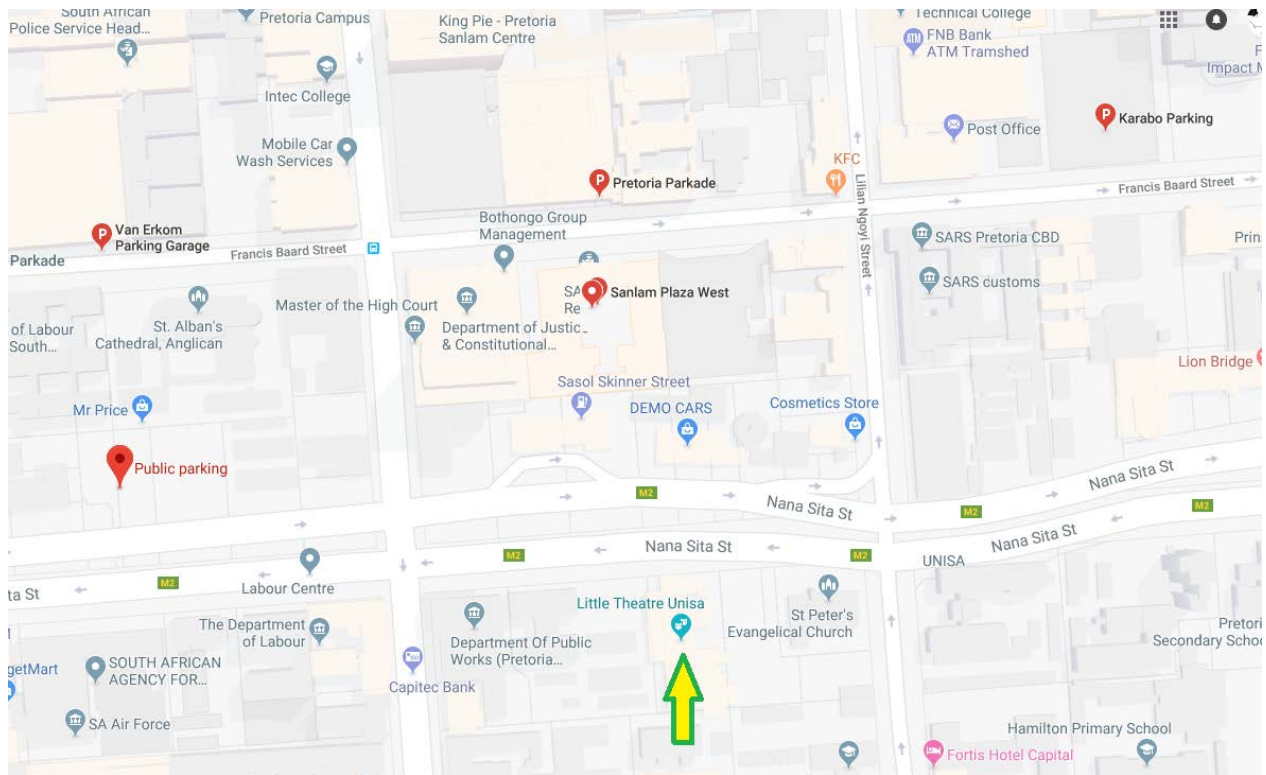 South African
Police Service Head...
Pretoria Campus
King Pie - Pretoria
Sanlam Centre
Technical College
ATM
FNB Bank
ATM Tramshed
Impact
Intec College
Mobile Car
Wash Services
P
Karabo Parking
Post Office
KFC
P
Pretoria Parkade
Francis Baard Street
Lilian Ngoyi Street
P
Van Erkom
Parking Garage
Parkade
Francis Baard Street
Bothongo Group
Management
SARS Pretoria CBD
Prin
SARS customs
Sanlam Plaza West
SA
Re
Master of the High Court
Department of Justic
& Constitutional...
of Labour
South...
St. Alban's
Cathedral, Anglican
Lion Bridge
Sasol Skinner Street
DEMO CARS
Cosmetics Store
Mr Price
Public parking
Nana Sita St
M2
Nana Sita St
M2
M2
Nana Sita St
M2
M2
Nana Sita St
UNISA
M2
ta St
Labour Centre
Little Theatre Unisa
St Peter's
Evangelical Church
The Department
of Labour
Department Of Public
Works (Pretoria...
Pretori
Secondary Schoo
getMart
SOUTH AFRICAN
AGENCY FOR...
Capitec Bank
SA Air Force
Hamilton Primary School
Fortis Hotel Capital